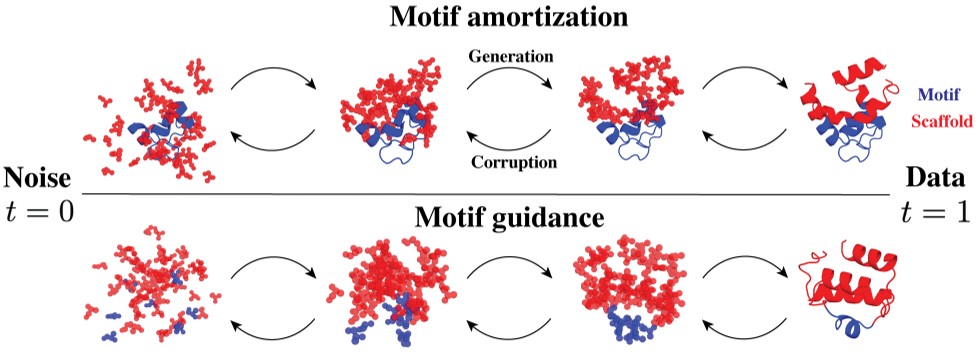 Motif amortization
Generation
Motif
Scaffold
Corruption
Noise
t = 0
Data
t = 1
Motif guidance